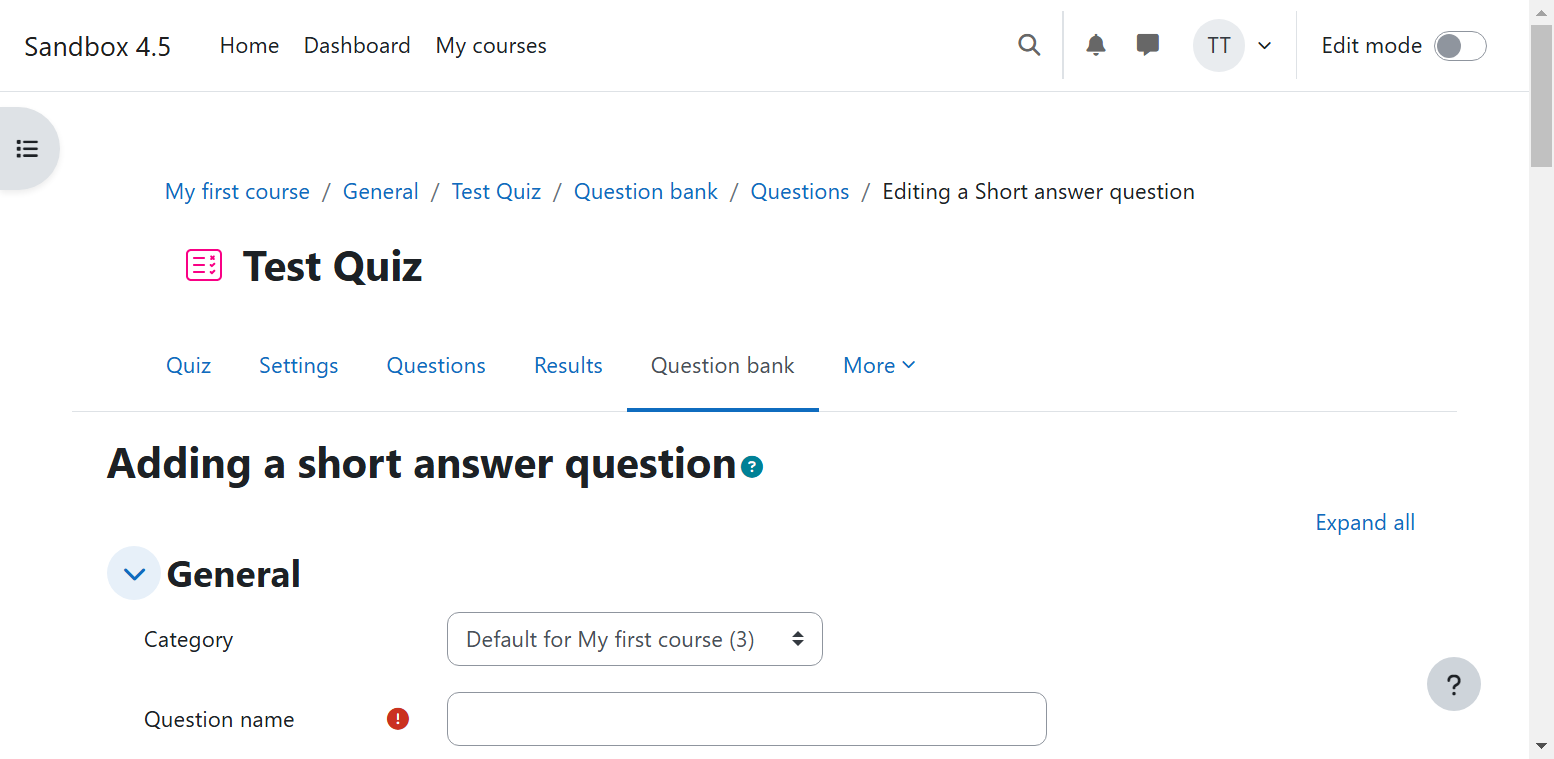 Sandbox 4.5 Home Dashboard My courses TT Edit mode
My first course / General / Test Quiz / Question bank / Questions / Editing a Short answer question
Test Quiz
Quiz Settings Questions Results Question bank More
Adding a short answer question ?
Expand all
General
Category Default for My first course (3)
?
Question name !